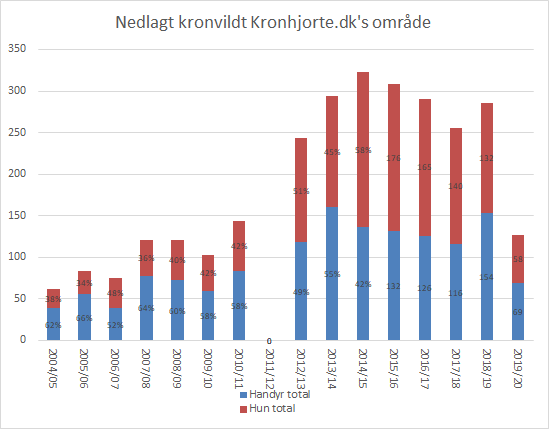 Nedlagt kronvildt Kronhjorte.dk's område
350
300
250
200
150
100
50
0
38% 34% 48% 36% 40% 42% 42% 51% 45% 58% 176 165 140 132 58
62% 66% 52% 64% 60% 58% 58% 0 49% 55% 42% 132 126 116 154 69
2004/05 2005/06 2006/07 2007/08 2008/09 2009/10 2010/11 2011/12 2012/13 2013/14 2014/15 2015/16 2016/17 2017/18 2018/19 2019/20
Handyr total
Hun total